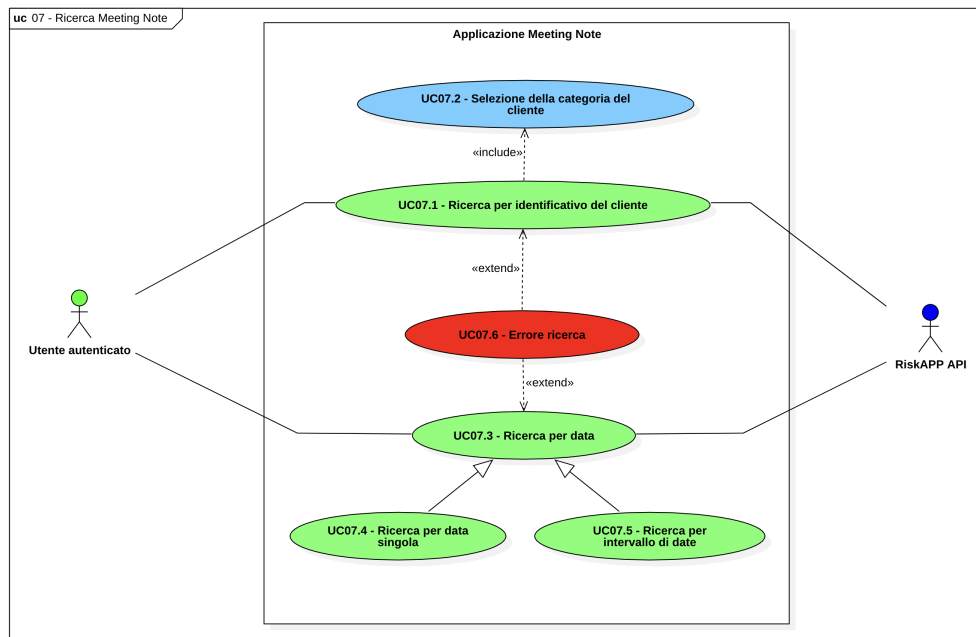 uc 07 - Ricerca Meeting Note
Applicazione Meeting Note
UC07.2 - Selezione della categoria del
cliente
«include»
UC07.1 - Ricerca per identificativo del cliente
«extend»
UC07.6 - Errore ricerca
Utente autenticato
RiskAPP API
«extend»
UC07.3 - Ricerca per data
UC07.4 - Ricerca per data
singola
UC07.5 - Ricerca per
intervallo di date